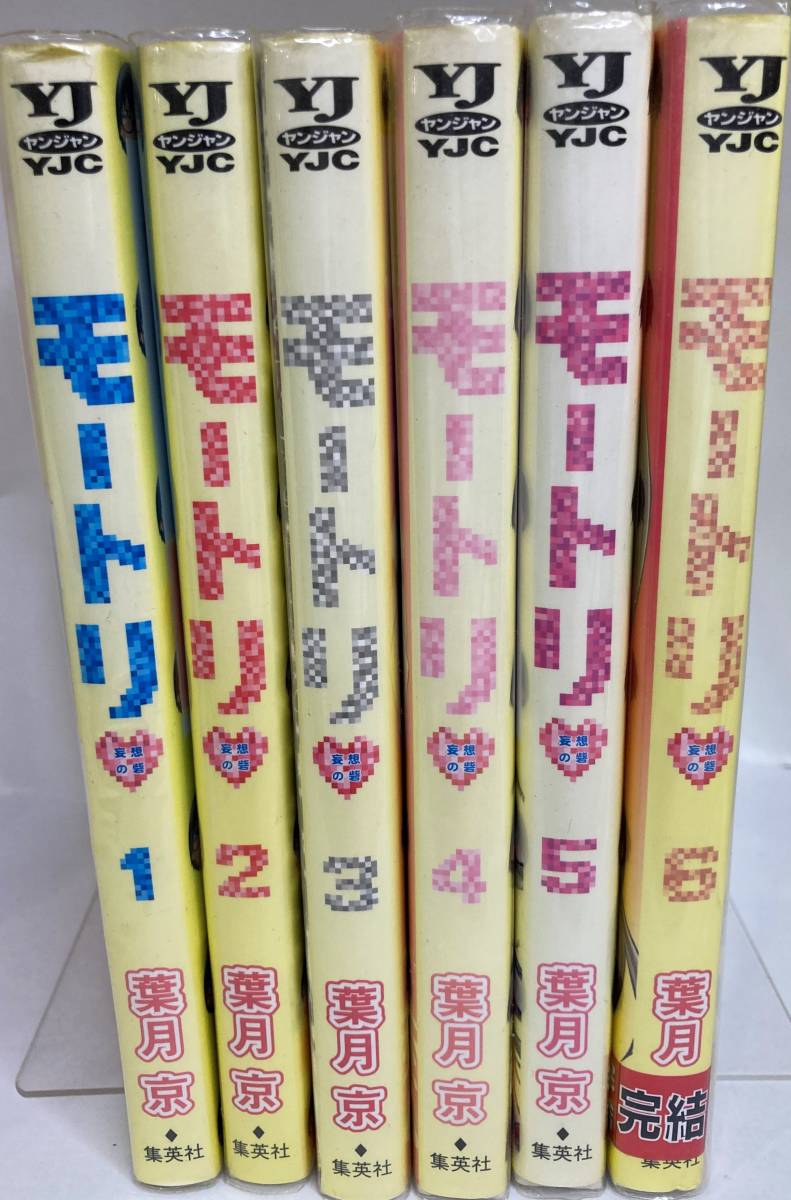 YJ
ヤンジャン
YJC
モートリ
妄想
の砦
1
葉月京
集英社
YJ
ヤンジャン
YJC
モートリ
妄想
の砦
2
葉月京
集英社
YJ
ヤンジャン
YJC
モートリ
妄想
の砦
3
葉月京
集英社
YJ
ヤンジャン
YJC
モートリ
妄想
の砦
4
葉月京
集英社
YJ
ヤンジャン
YJC
モートリ
妄想
の砦
5
葉月京
集英社
YJ
ヤンジャン
YJC
モートリ
妄想
の砦
6
葉月
完結
集英社